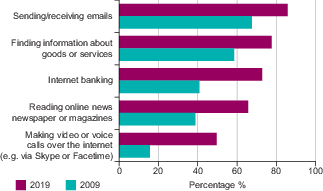 Sending/receiving emails
Finding information about
goods or services
Internet banking
Reading online news
newspaper or magazines
Making video or voice
calls over the internet
(e.g. via Skype or Facetime)
0 20 40 60 80 100
2019 2009 Percentage %